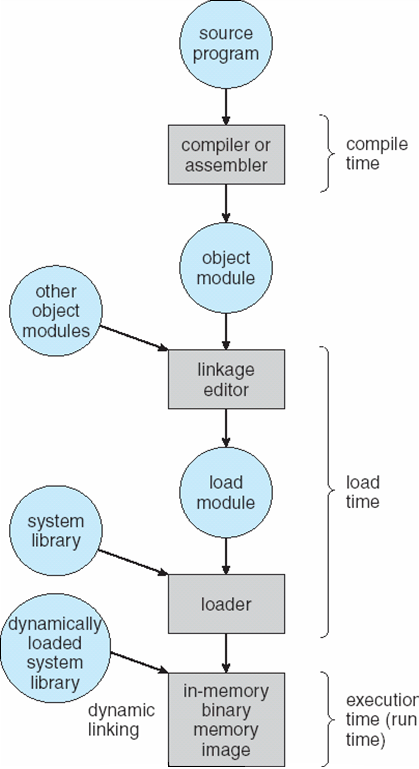 source
program
compiler or
assembler
compile
time
object
module
other
object
modules
linkage
editor
load
module
load
time
system
library
loader
dynamically
loaded
system
library
dynamic
linking
in-memory
binary
memory
image
execution
time (run
time)